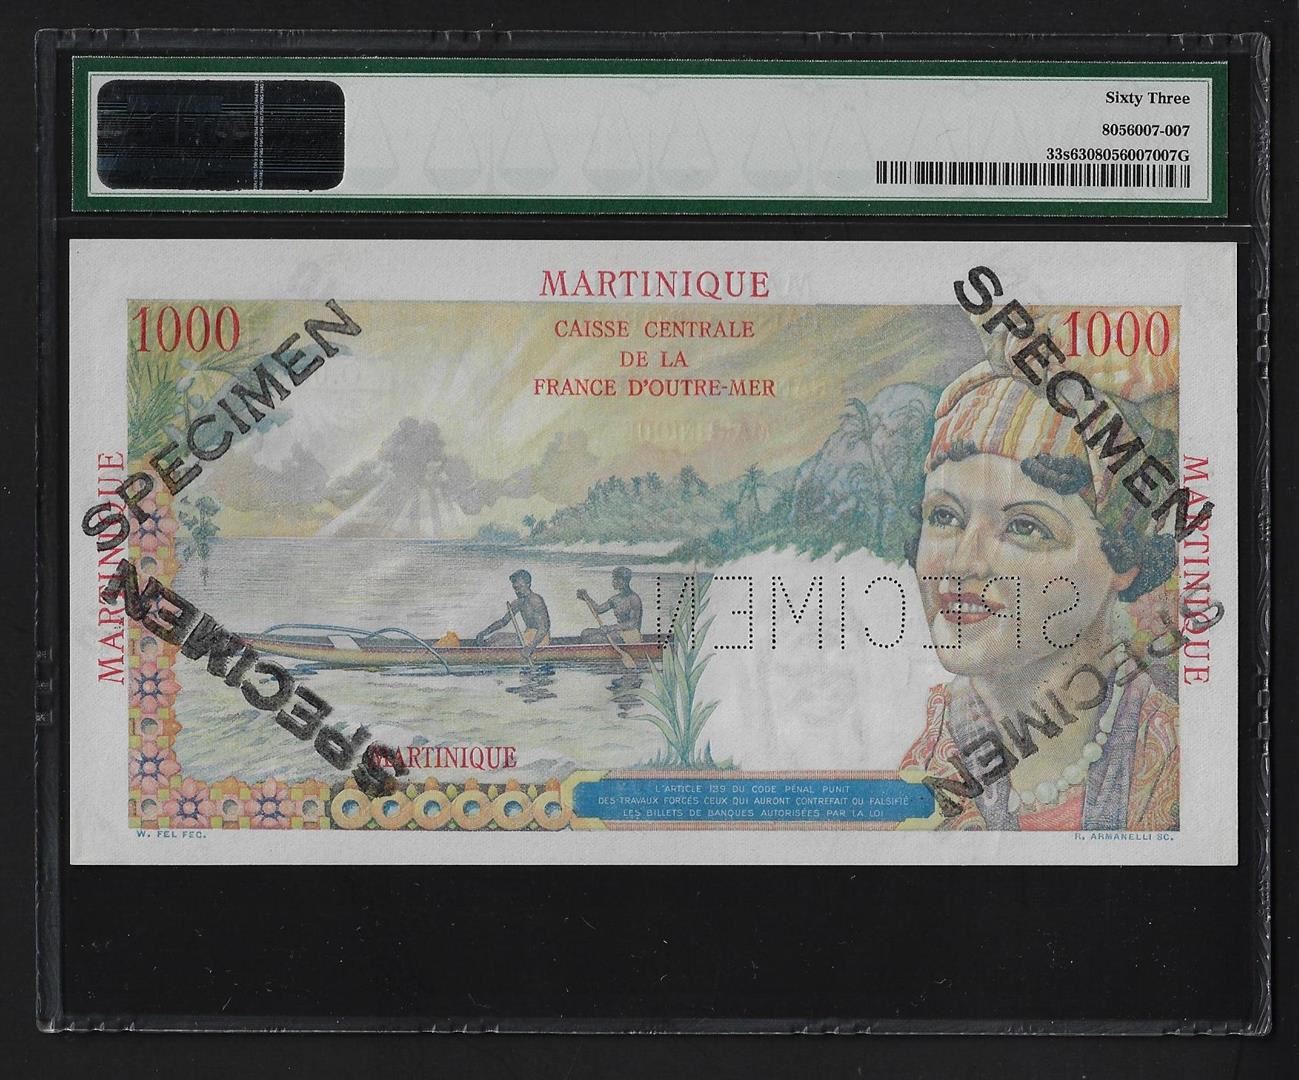 Sixty Three
8056007-007
33s6308056007007G
MARTINIQUE
1000
CAISSE CENTRALE
DE LA
FRANCE D'OUTRE-MER
1000
SPECIMEN
SPECIMEN
MARTINIQUE
MARTINIQUE
SPECIMEN
SPECIMEN
SPECIMEN
MARTINIQUE
L'ARTICLE 139 DU CODE PÉNAL PUNIT
DES TRAVAUX FORCÉS CEUX QUI AURONT CONTREFAIT OU FALSIFIÉ
LES BILLETS DE BANQUES AUTORISÉES PAR LA LOI
W. FEL FEC.
R. ARMANELLI SC.